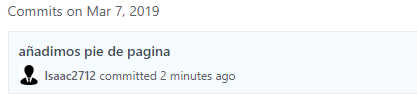 Commits on Mar 7, 2019
añadimos pie de pagina
Isaac2712 committed 2 minutes ago